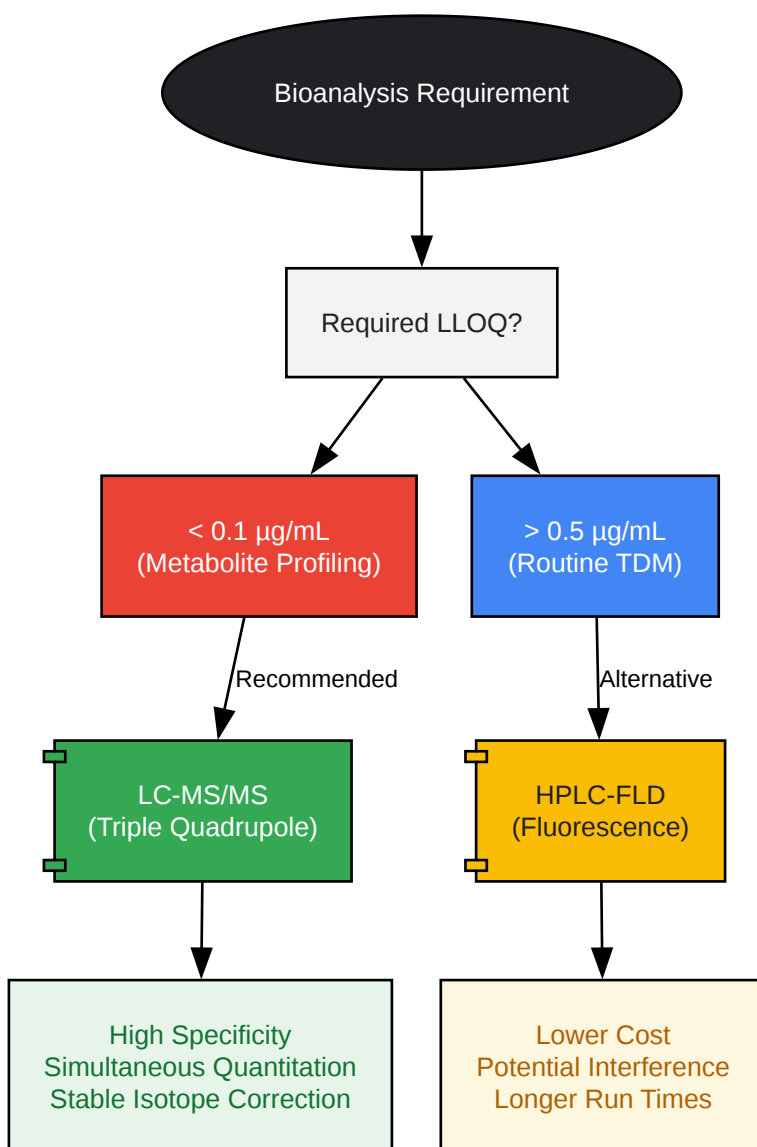 Bioanalysis Requirement
Required LLOQ?
< 0.1 µg/mL
(Metabolite Profiling)
> 0.5 µg/mL
(Routine TDM)
Recommended
Alternative
LC-MS/MS
(Triple Quadrupole)
HPLC-FLD
(Fluorescence)
High Specificity
Simultaneous Quantitation
Stable Isotope Correction
Lower Cost
Potential Interference
Longer Run Times